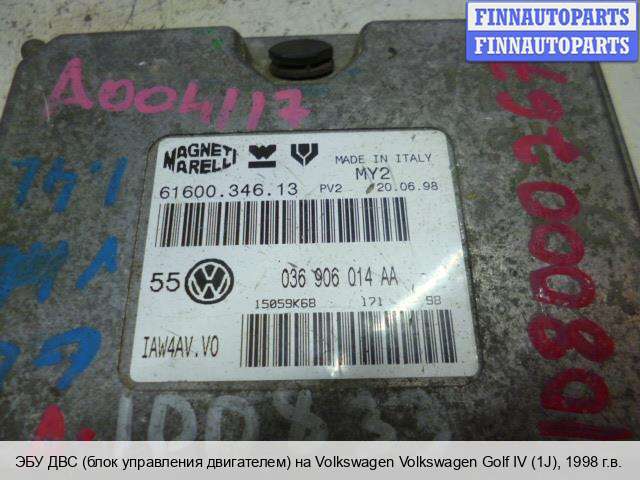 FINNAUTOPARTS
FINNAUTOPARTS
A004117
MAGNETI
MARELLI
MADE IN ITALY
MY2
61600.346.13 PV2 20.06.98
55 036 906 014 AA
15059K6B 171 98
IAW4AV.V0
ЭБУ ДВС (блок управления двигателем) на Volkswagen Volkswagen Golf IV (1J), 1998 г.в.